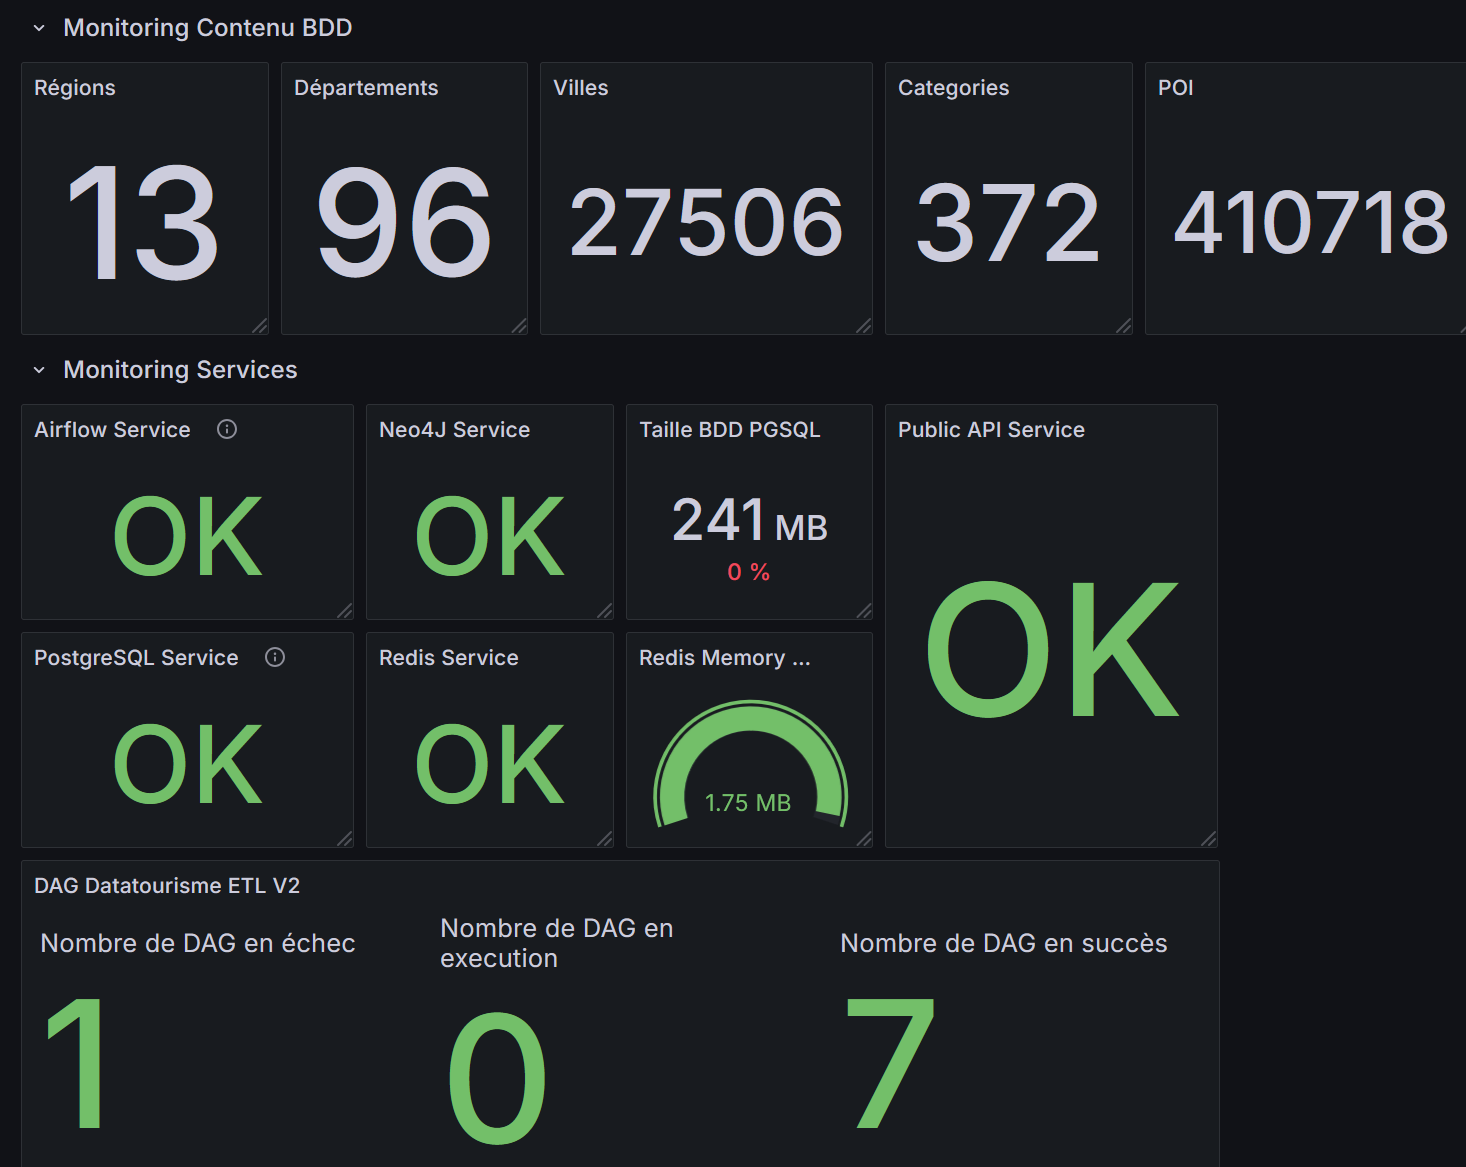 Monitoring Contenu BDD
Régions
Départements
Villes
Categories
POI
13
96
27506
372
410718
Monitoring Services
Airflow Service
Neo4J Service
Taille BDD PGSQL
Public API Service
OK
OK
241 MB
0 %
OK
PostgreSQL Service
Redis Service
Redis Memory ...
OK
OK
1.75 MB
DAG Datatourisme ETL V2
Nombre de DAG en échec
Nombre de DAG en
execution
Nombre de DAG en succès
1
0
7